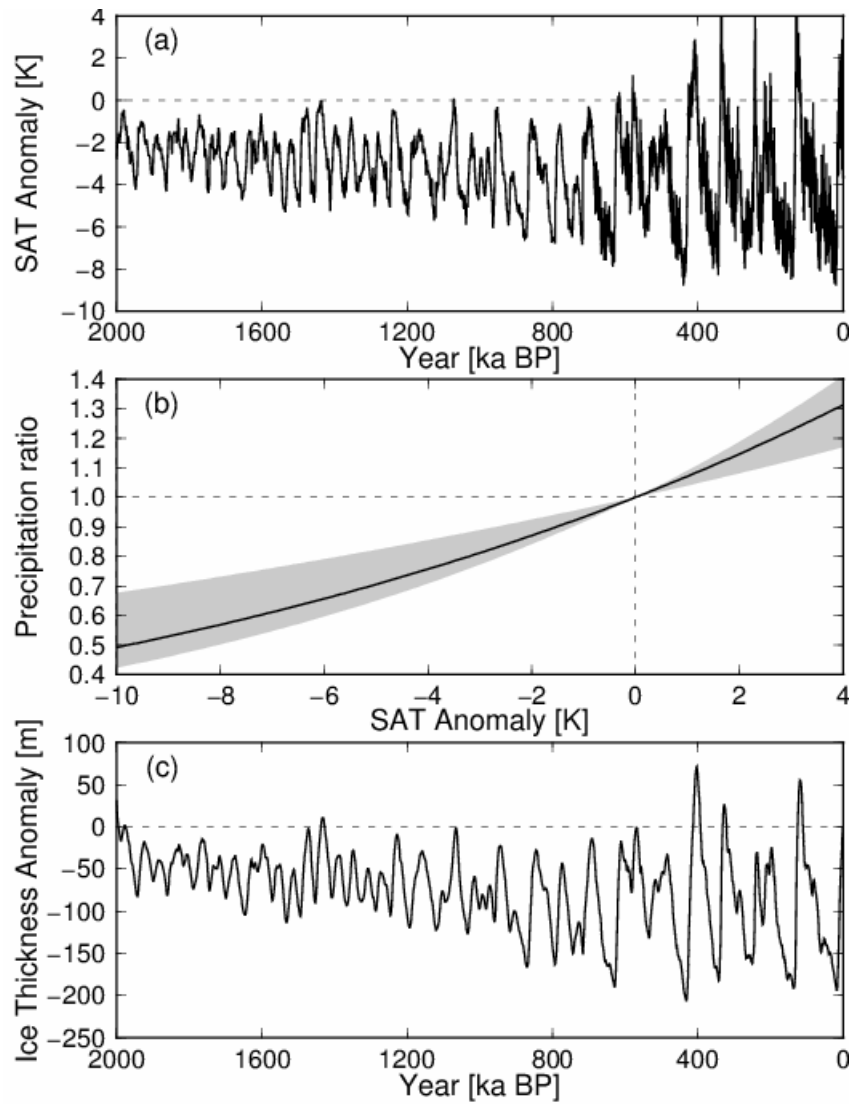 (a)
SAT Anomaly [K]
4
2
0
−2
−4
−6
−8
−10
2000 1600 1200 800 400 0
Year [ka BP]
(b)
Precipitation ratio
1.4
1.3
1.2
1.1
1.0
0.9
0.8
0.7
0.6
0.5
0.4
−10 −8 −6 −4 −2 0 2 4
SAT Anomaly [K]
(c)
Ice Thickness Anomaly [m]
100
50
0
−50
−100
−150
−200
−250
2000 1600 1200 800 400 0
Year [ka BP]